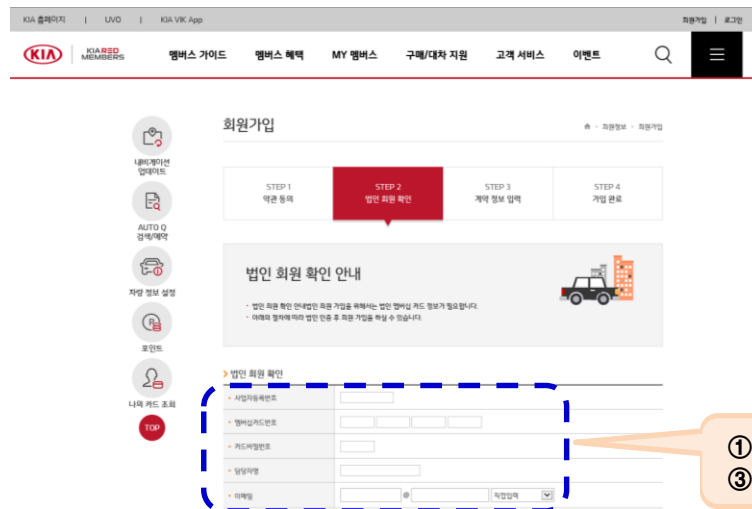 KIA 홈페이지 | UVO | KIA VIK App
회원가입 | 로그인
KIA KIA RED MEMBERS 멤버스 가이드 멤버스 혜택 MY 멤버스 구매/대차 지원 고객 서비스 이벤트
회원가입
회원정보 회원가입
내비게이션
업데이트
STEP 1 STEP 2 STEP 3 STEP 4
약관 동의 법인 회원 확인 계약 정보 입력 가입 완료
AUTO Q
검색/예약
차량 정보 설정
포인트
나의 카드 조회
TOP
법인 회원 확인 안내
· 법인 회원 확인 안내법인 회원 가입을 위해서는 법인 멤버십 카드 정보가 필요합니다.
· 아래의 절차에 따라 법인 인증 후 회원 가입을 하실 수 있습니다.
> 법인 회원 확인
사업자등록번호
멤버십카드번호
카드비밀번호
담당자명
이메일 @ 직접입력
①
③